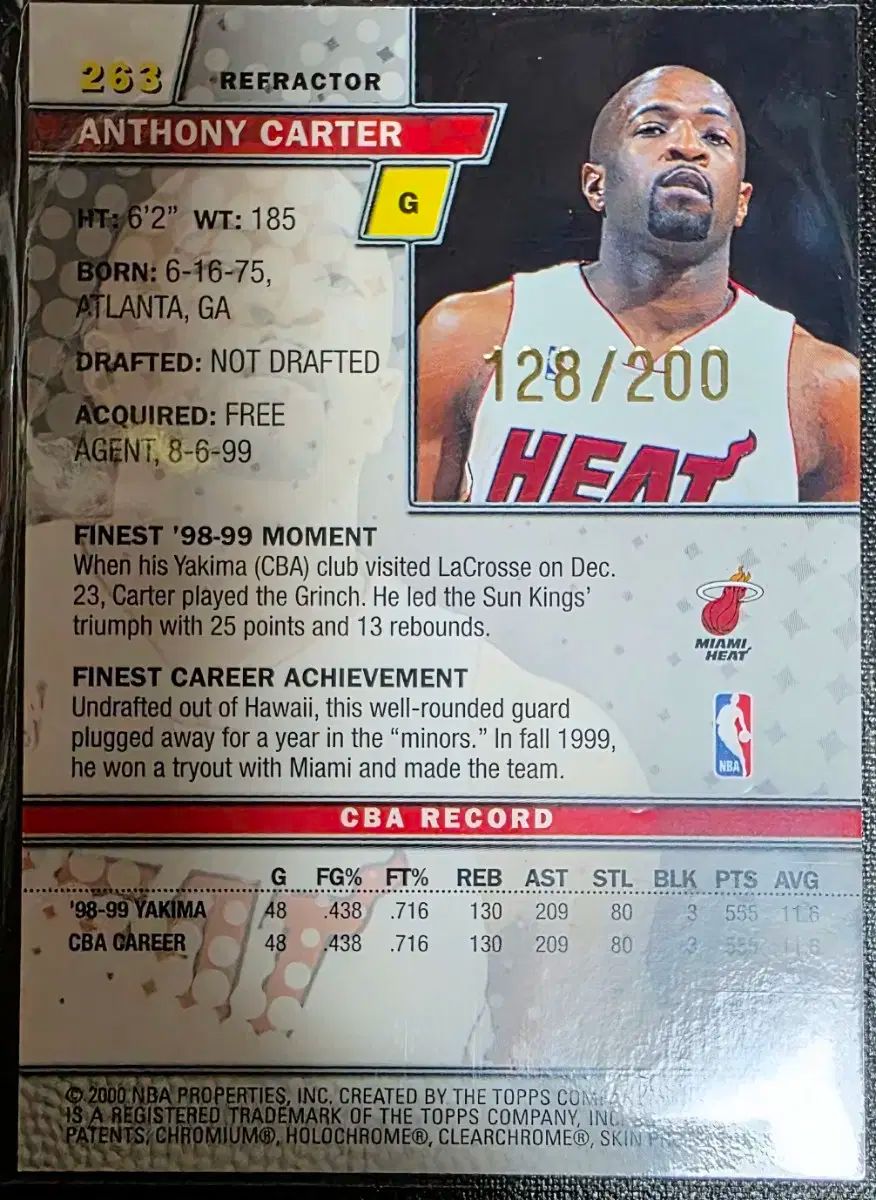 263 REFRACTOR
ANTHONY CARTER
G
HT: 6'2" WT: 185
BORN: 6-16-75,
ATLANTA, GA
DRAFTED: NOT DRAFTED
ACQUIRED: FREE
AGENT, 8-6-99
128/200
HEAT
FINEST '98-99 MOMENT
When his Yakima (CBA) club visited LaCrosse on Dec.
23, Carter played the Grinch. He led the Sun Kings'
triumph with 25 points and 13 rebounds.
MIAMI
HEAT
FINEST CAREER ACHIEVEMENT
Undrafted out of Hawaii, this well-rounded guard
plugged away for a year in the “minors.” In fall 1999,
he won a tryout with Miami and made the team.
NBA
CBA RECORD
G FG% FT% REB AST STL BLK PTS AVG
'98-99 YAKIMA 48 .438 .716 130 209 80 3 555 11.6
CBA CAREER 48 .438 .716 130 209 80 3 555 11.6
© 2000 NBA PROPERTIES, INC. CREATED BY THE TOPPS
IS A REGISTERED TRADEMARK OF THE TOPPS COMPANY,
PATENTS; CHROMIUM®, HOLOCHROME®, CLEARCHROME®, SKIN